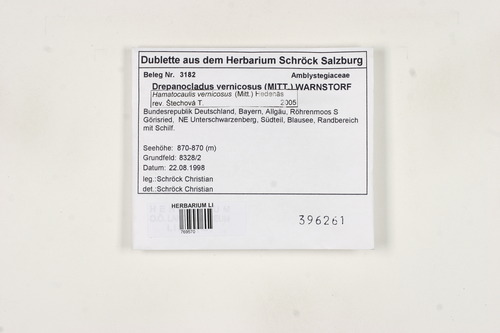 Dublette aus dem Herbarium Schröck Salzburg
Beleg Nr. 3182 Amblystegiaceae
Drepanocladus vernicosus (MITT.) WARNSTORF
Hamatocaulis vernicosus (Mitt.) Hedenäs
rev. Štechová T. 2005
Bundesrepublik Deutschland, Bayern, Allgäu, Röhrenmoos S
Görisried, NE Unterschwarzenberg, Südteil, Blausee, Randbereich
mit Schilf.
Seehöhe: 870-870 (m)
Grundfeld: 8328/2
Datum: 22.08.1998
leg.:Schröck Christian
det.:Schröck Christian
HERBARIUM LI
396261